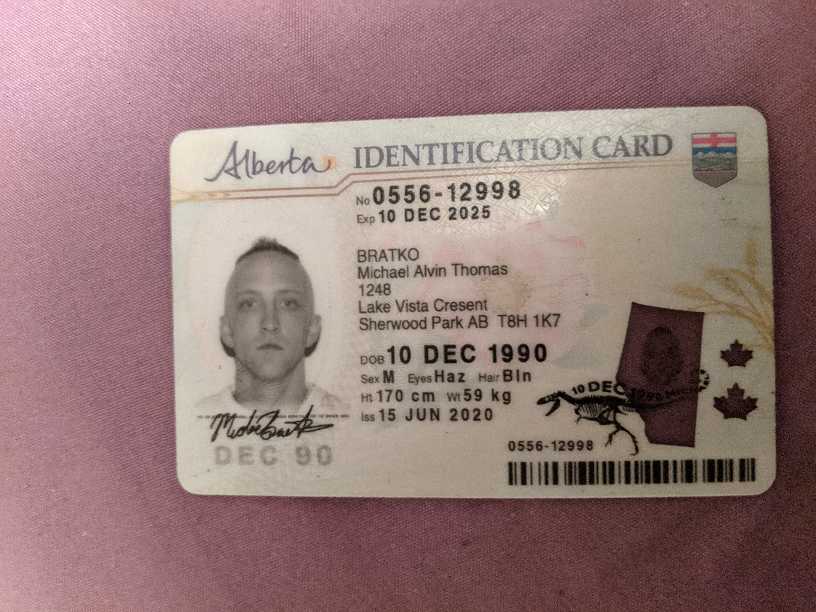 Alberta
IDENTIFICATION CARD
No 0556-12998
Exp 10 DEC 2025
BRATKO
Michael Alvin Thomas
1248
Lake Vista Cresent
Sherwood Park AB T8H 1K7
DOB 10 DEC 1990
Sex M Eyes Haz Hair Bln
Ht 170 cm Wt 59 kg
Iss 15 JUN 2020
DEC 90
0556-12998
10 DEC